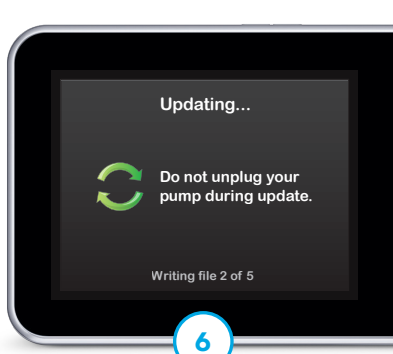 Updating...
Do not unplug your
pump during update.
Writing file 2 of 5
6